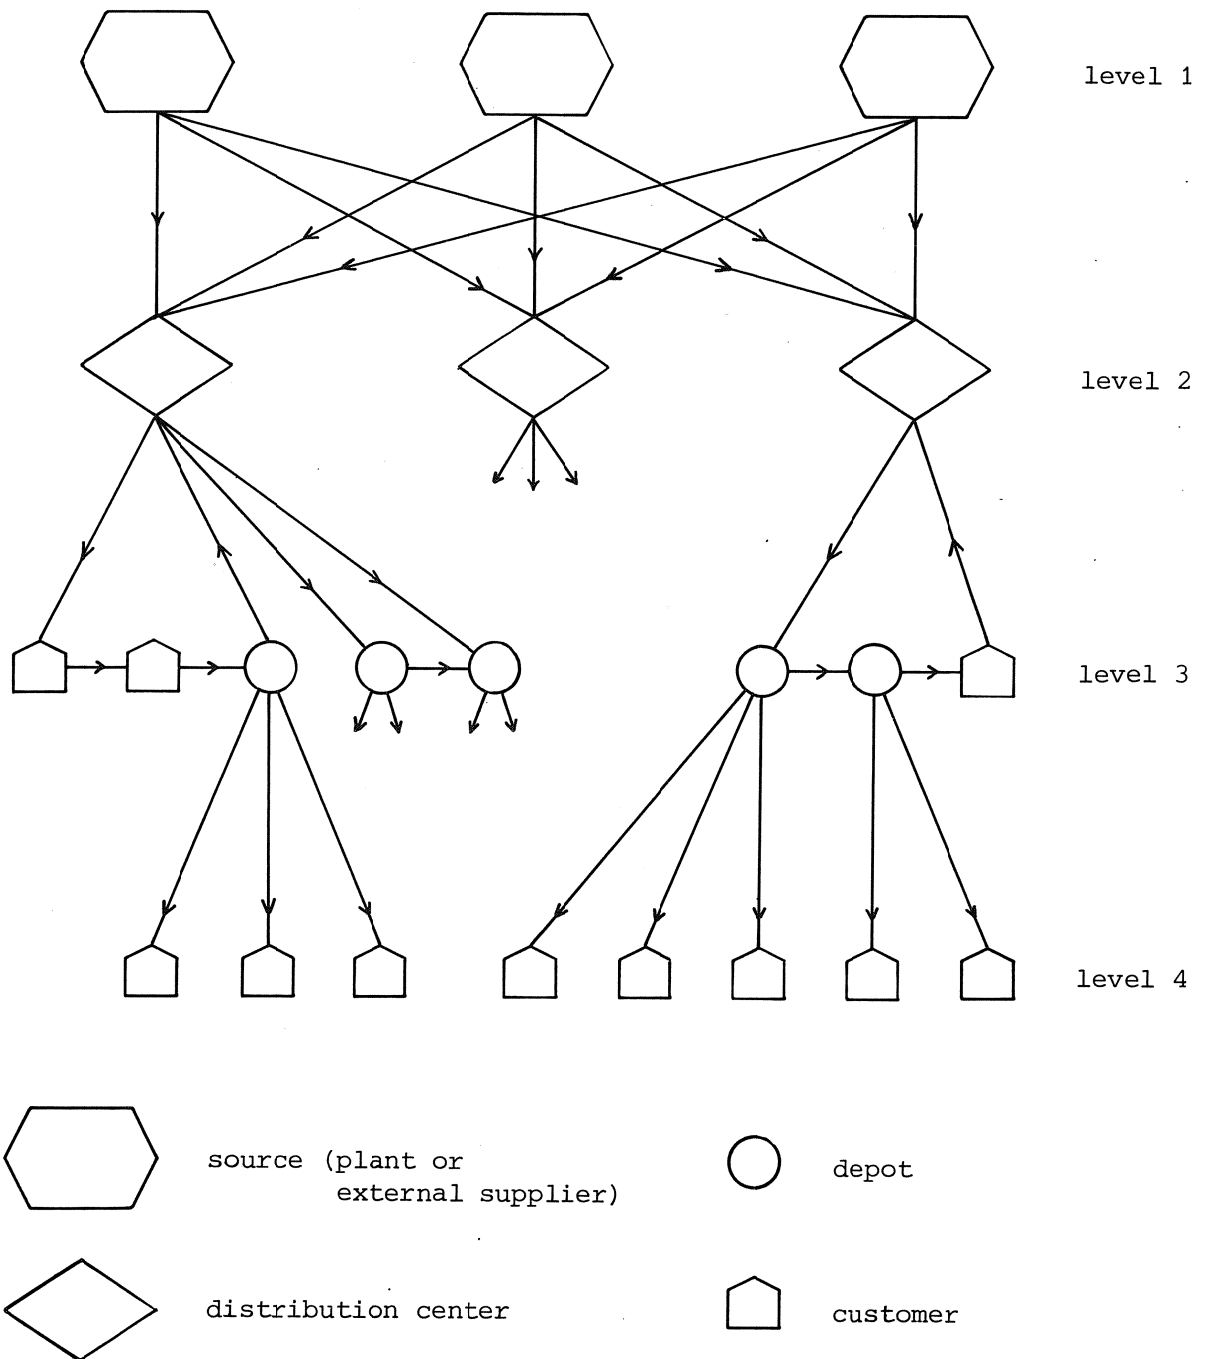 level 1
level 2
level 3
level 4
source (plant or
external supplier)
depot
distribution center
customer